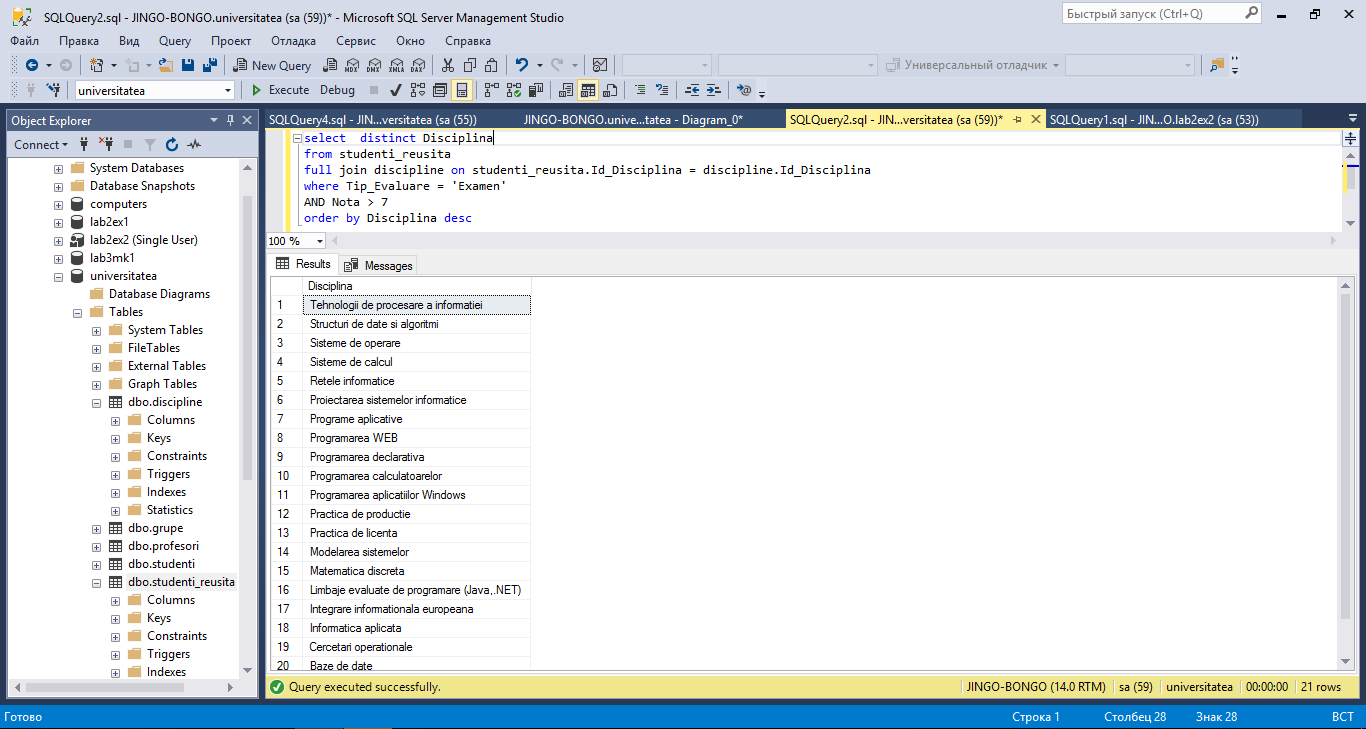 SQLQuery2.sql - JINGO-BONGO.universitatea (sa (59))* - Microsoft SQL Server Management Studio
Быстрый запуск (Ctrl+Q)
Файл Правка Вид Query Проект Отладка Сервис Окно Справка
New Query MDX DMX XMLA DAX Универсальный отладчик
universitatea Execute Debug
Object Explorer
SQLQuery4.sql - JIN...versitatea (sa (55)) JINGO-BONGO.unive...tatea - Diagram_0* SQLQuery2.sql - JIN...versitatea (sa (59))* SQLQuery1.sql - JIN...O.lab2ex2 (sa (53))
Connect
System Databases
Database Snapshots
computers
lab2ex1
lab2ex2 (Single User)
lab3mk1
universitatea
Database Diagrams
Tables
System Tables
FileTables
External Tables
Graph Tables
dbo.discipline
Columns
Keys
Constraints
Triggers
Indexes
Statistics
dbo.grupe
dbo.profesori
dbo.studenti
dbo.studenti_reusita
Columns
Keys
Constraints
Triggers
Indexes
select  distinct Disciplina
from studenti_reusita
full join discipline on studenti_reusita.Id_Disciplina = discipline.Id_Disciplina
where Tip_Evaluare = 'Examen'
AND Nota > 7
order by Disciplina desc
100 %
Results Messages
Disciplina
1 Tehnologii de procesare a informatiei
2 Structuri de date si algoritmi
3 Sisteme de operare
4 Sisteme de calcul
5 Retele informatice
6 Proiectarea sistemelor informatice
7 Programe aplicative
8 Programarea WEB
9 Programarea declarativa
10 Programarea calculatoarelor
11 Programarea aplicatiilor Windows
12 Practica de productie
13 Practica de licenta
14 Modelarea sistemelor
15 Matematica discreta
16 Limbaje evaluate de programare (Java,.NET)
17 Integrare informationala europeana
18 Informatica aplicata
19 Cercetari operationale
20 Baze de date
Query executed successfully. JINGO-BONGO (14.0 RTM) sa (59) universitatea 00:00:00 21 rows
Готово Строка 1 Столбец 28 Знак 28 ВСТ